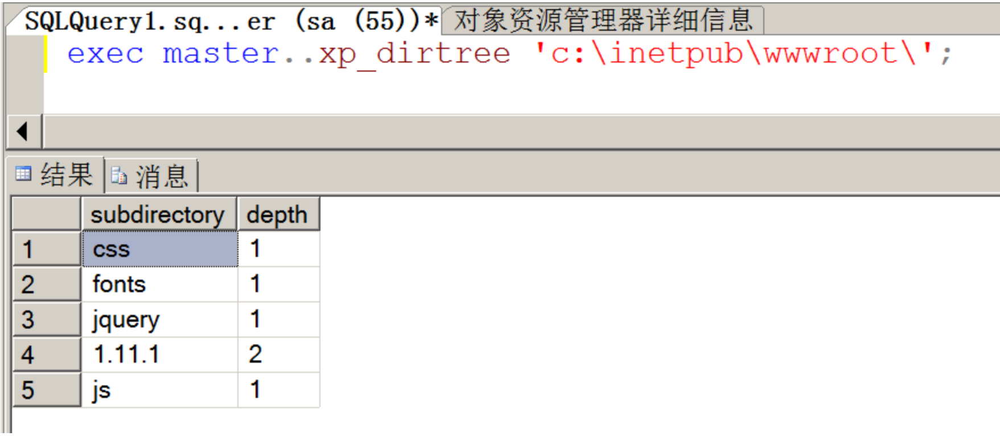 SQLQuery1.sq...er (sa (55))* 对象资源管理器详细信息
exec master..xp_dirtree 'c:\inetpub\wwwroot\';
结果 消息
subdirectory depth
1 css 1
2 fonts 1
3 jquery 1
4 1.11.1 2
5 js 1